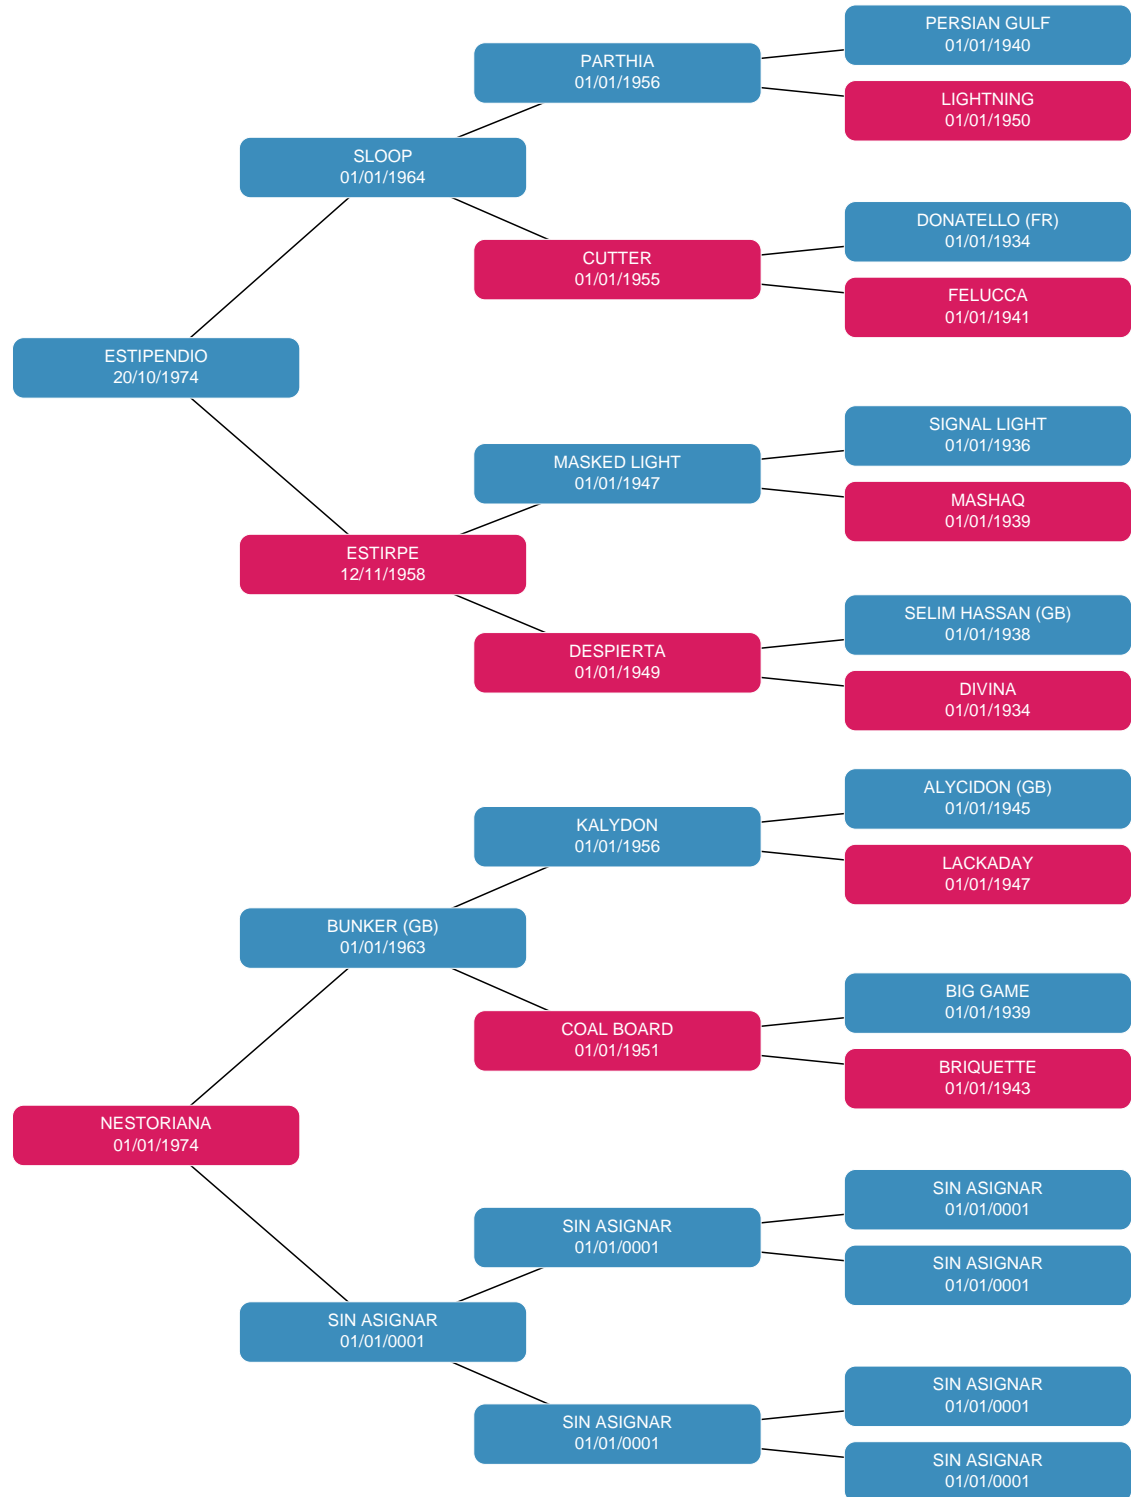 PERSIAN GULF
01/01/1940
PARTHIA
01/01/1956
LIGHTNING
01/01/1950
SLOOP
01/01/1964
DONATELLO (FR)
01/01/1934
CUTTER
01/01/1955
FELUCCA
01/01/1941
ESTIPENDIO
20/10/1974
SIGNAL LIGHT
01/01/1936
MASKED LIGHT
01/01/1947
MASHAQ
01/01/1939
ESTIRPE
12/11/1958
SELIM HASSAN (GB)
01/01/1938
DESPIERTA
01/01/1949
DIVINA
01/01/1934
ALYCIDON (GB)
01/01/1945
KALYDON
01/01/1956
LACKADAY
01/01/1947
BUNKER (GB)
01/01/1963
BIG GAME
01/01/1939
COAL BOARD
01/01/1951
BRIQUETTE
01/01/1943
NESTORIANA
01/01/1974
SIN ASIGNAR
01/01/0001
SIN ASIGNAR
01/01/0001
SIN ASIGNAR
01/01/0001
SIN ASIGNAR
01/01/0001
SIN ASIGNAR
01/01/0001
SIN ASIGNAR
01/01/0001
SIN ASIGNAR
01/01/0001